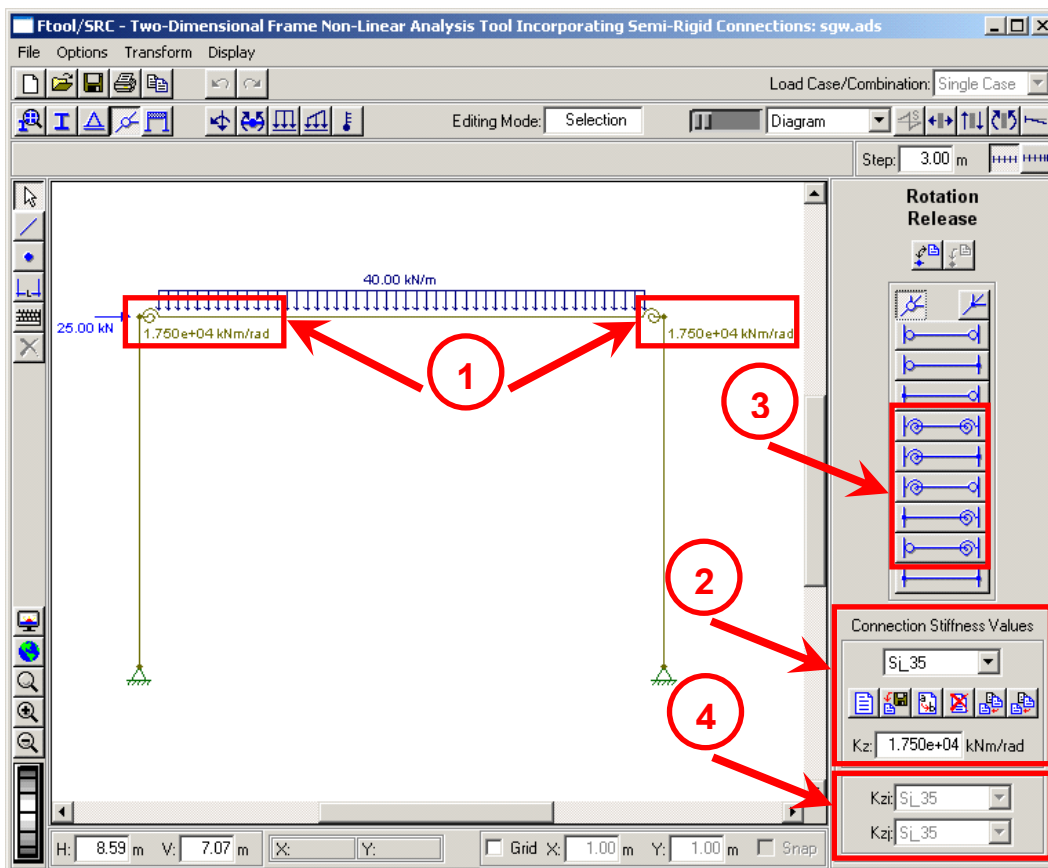 Ftool/SRC - Two-Dimensional Frame Non-Linear Analysis Tool Incorporating Semi-Rigid Connections: sgw.ads
File Options Transform Display
Load Case/Combination: Single Case
Editing Mode: Selection Diagram
Step: 3.00 m
Rotation
Release
40.00 kN/m
25.00 kN
1.750e+04 kNm/rad 1.750e+04 kNm/rad
1
3
2
Connection Stiffness Values
Sj_35
4
Kz: 1.750e+04 kNm/rad
Kzi: Sj_35
Kzj: Sj_35
H: 8.59 m V: 7.07 m X: Y: Grid X: 1.00 m Y: 1.00 m Snap